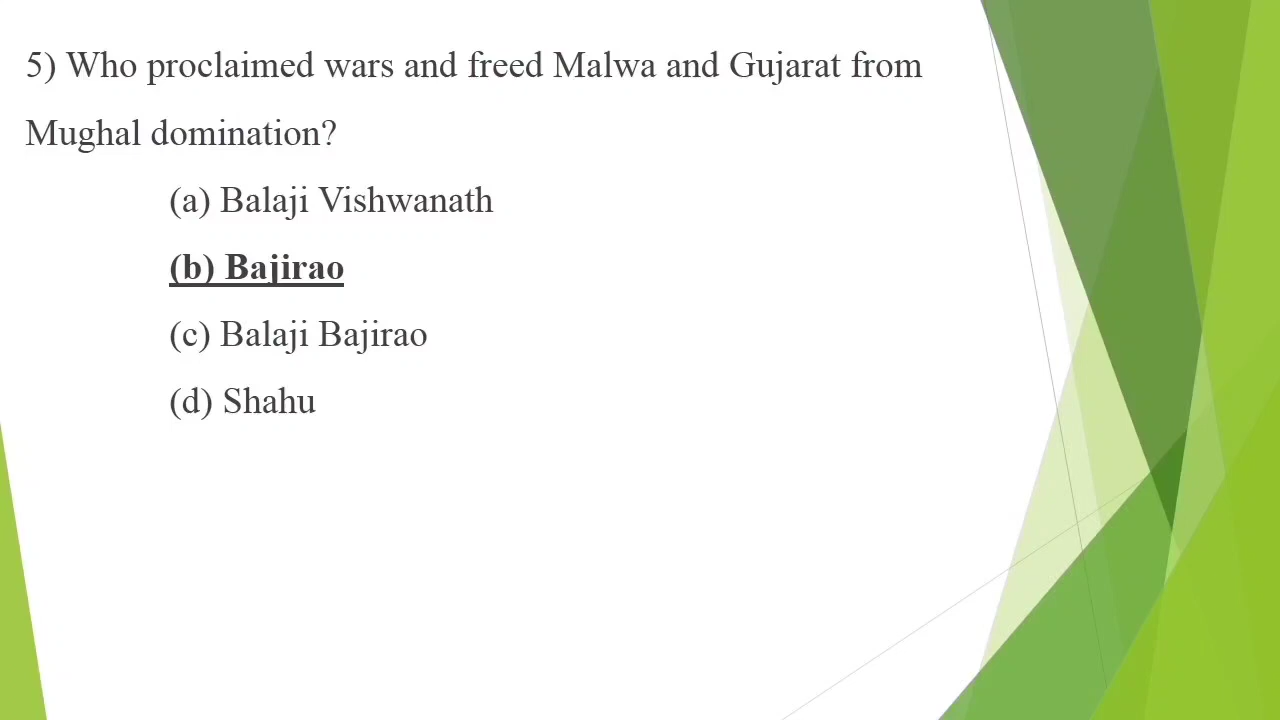 5) Who proclaimed wars and freed Malwa and Gujarat from
Mughal domination?
(a) Balaji Vishwanath
(b) Bajirao
(c) Balaji Bajirao
(d) Shahu